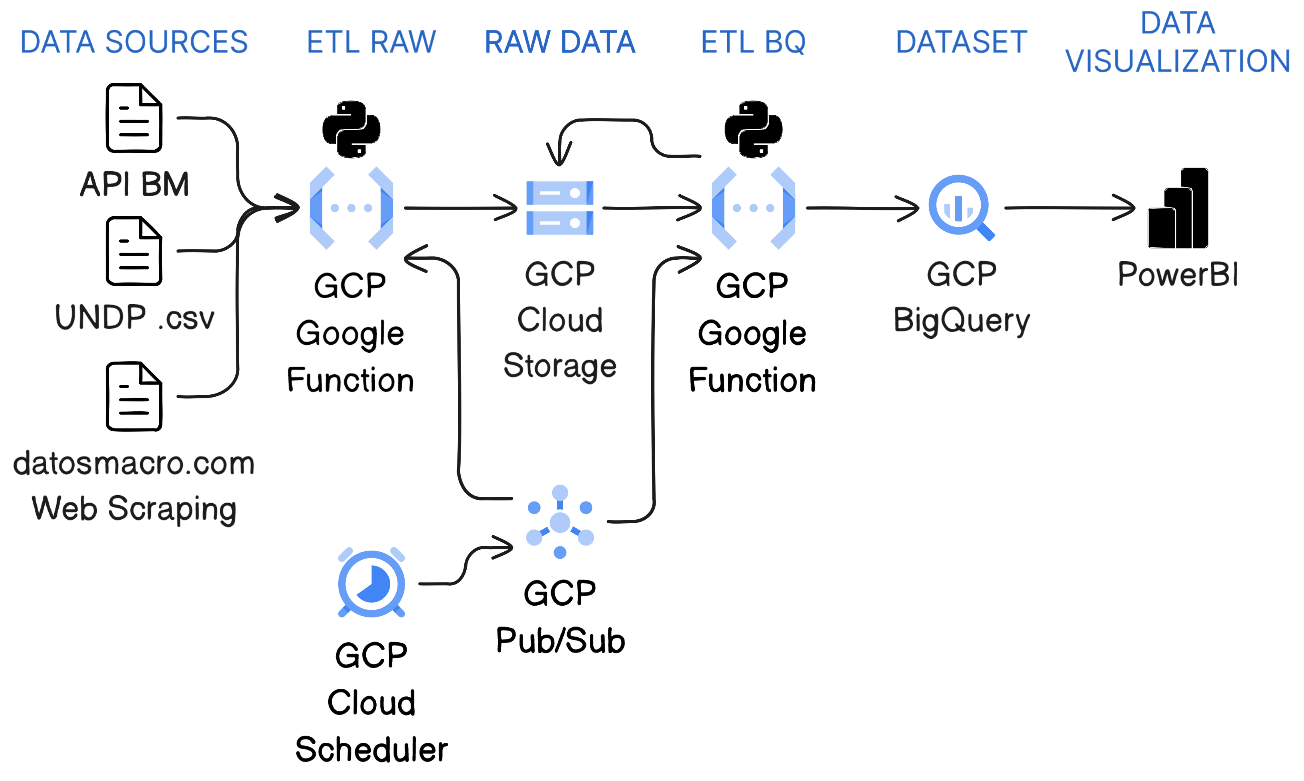 DATA SOURCES
ETL RAW
RAW DATA
ETL BQ
DATASET
DATA
VISUALIZATION
API BM
UNDP .csv
datosmacro.com
Web Scraping
GCP
Google
Function
GCP
Cloud
Storage
GCP
Google
Function
GCP
BigQuery
PowerBI
GCP
Cloud
Scheduler
GCP
Pub/Sub